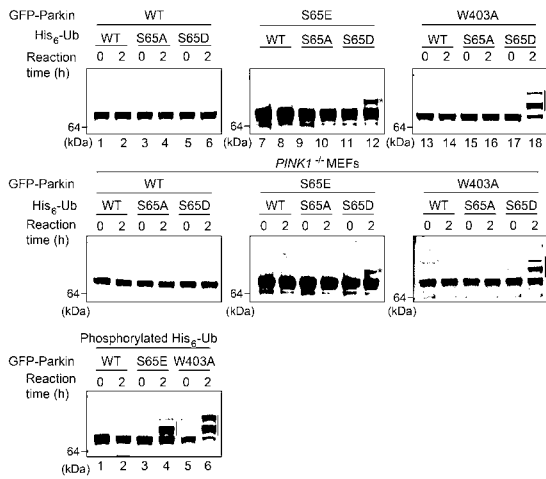 GFP-Parkin WT S65E W403A
His6-Ub WT S65A S65D WT S65A S65D WT S65A S65D
Reaction time (h) 0 2 0 2 0 2 0 2 0 2 0 2 0 2 0 2 0 2
64 64 64
(kDa) 1 2 3 4 5 6 (kDa) 7 8 9 10 11 12 (kDa) 13 14 15 16 17 18
*
PINK1 -/- MEFs
GFP-Parkin WT S65E W403A
His6-Ub WT S65A S65D WT S65A S65D WT S65A S65D
Reaction time (h) 0 2 0 2 0 2 0 2 0 2 0 2 0 2 0 2 0 2
*
64 64 64
(kDa) (kDa) (kDa)
Phosphorylated His6-Ub
GFP-Parkin WT S65E W403A
Reaction time (h) 0 2 0 2 0 2
64
(kDa) 1 2 3 4 5 6